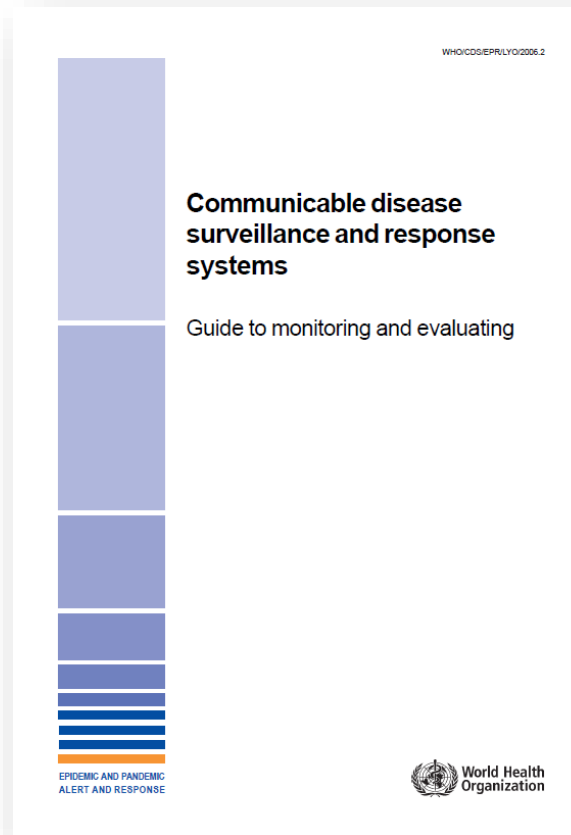 WHO/CDS/EPR/LYO/2006.2
Communicable disease
surveillance and response
systems
Guide to monitoring and evaluating
EPIDEMIC AND PANDEMIC
ALERT AND RESPONSE
World Health
Organization